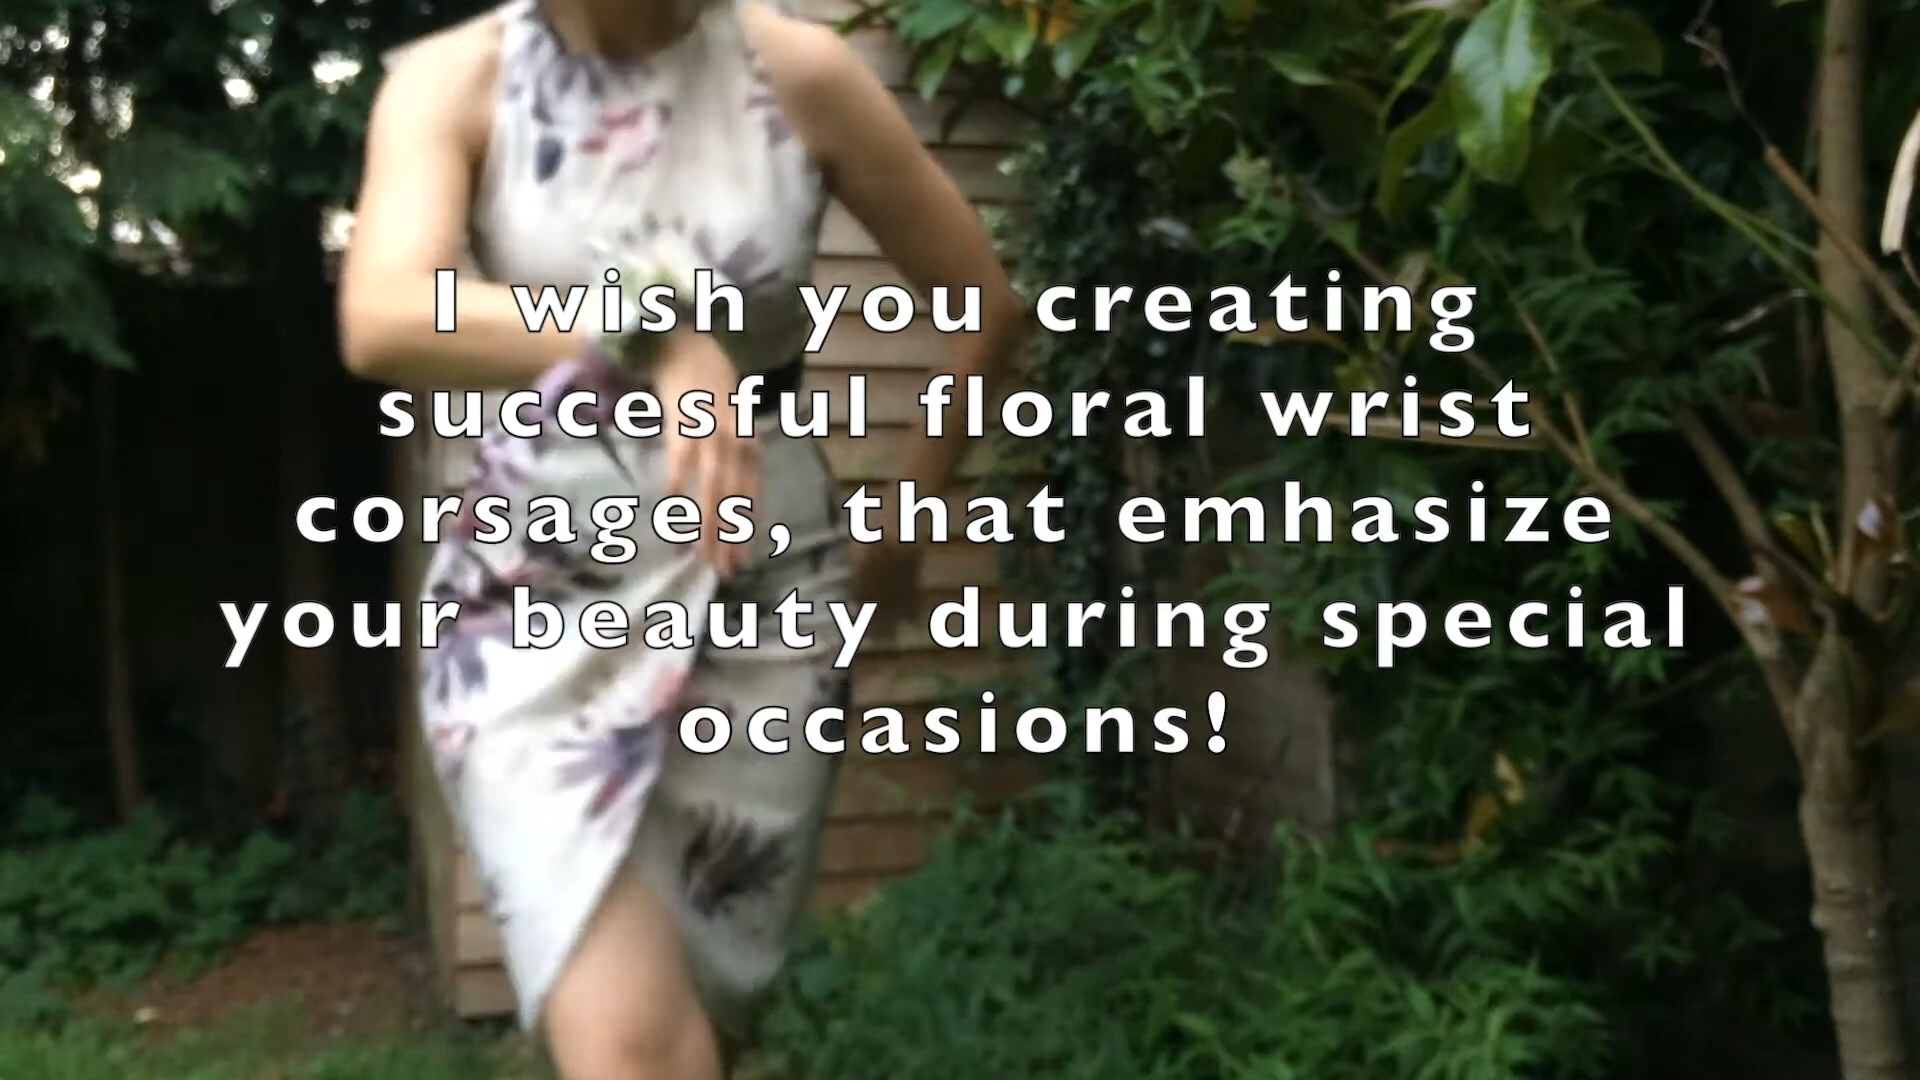 I wish you creating
succesful floral wrist
corsages, that emhasize
your beauty during special
occasions!